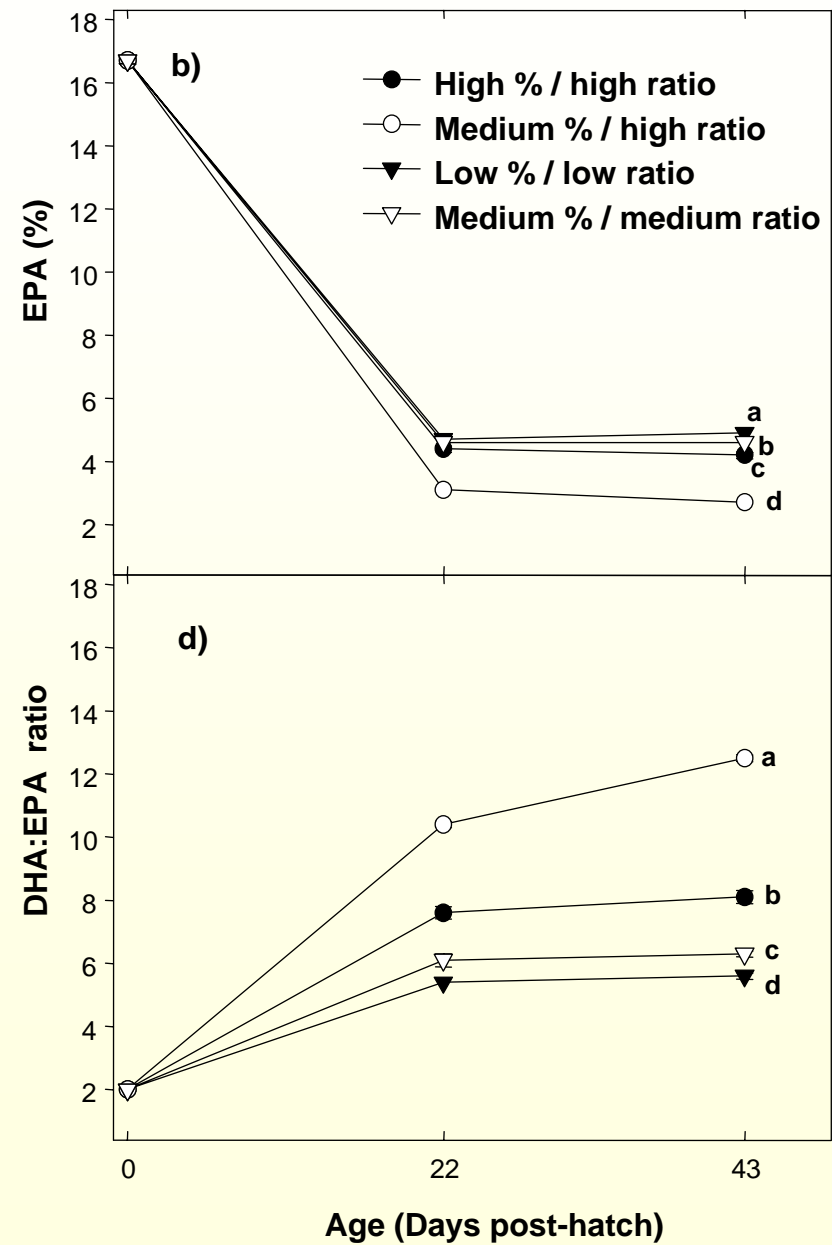 b)
High % / high ratio
Medium % / high ratio
Low % / low ratio
Medium % / medium ratio
EPA (%)
18
16
14
12
10
8
6
4
2
a
b
c
d
d)
DHA:EPA ratio
18
16
14
12
10
8
6
4
2
a
b
c
d
0 22 43
Age (Days post-hatch)